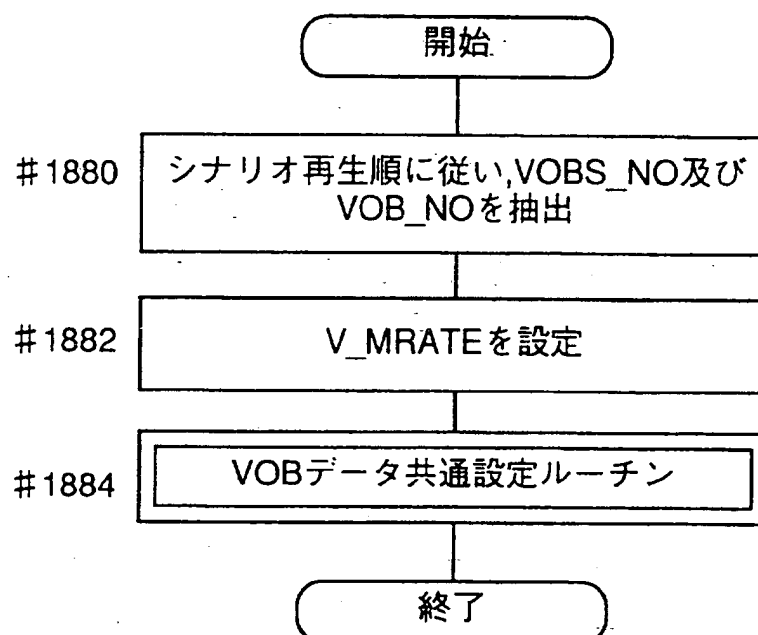 開始
#1880
シナリオ再生順に従い,VOBS_NO及び
VOB_NOを抽出
#1882
V_MRATEを設定
#1884
VOBデータ共通設定ルーチン
終了